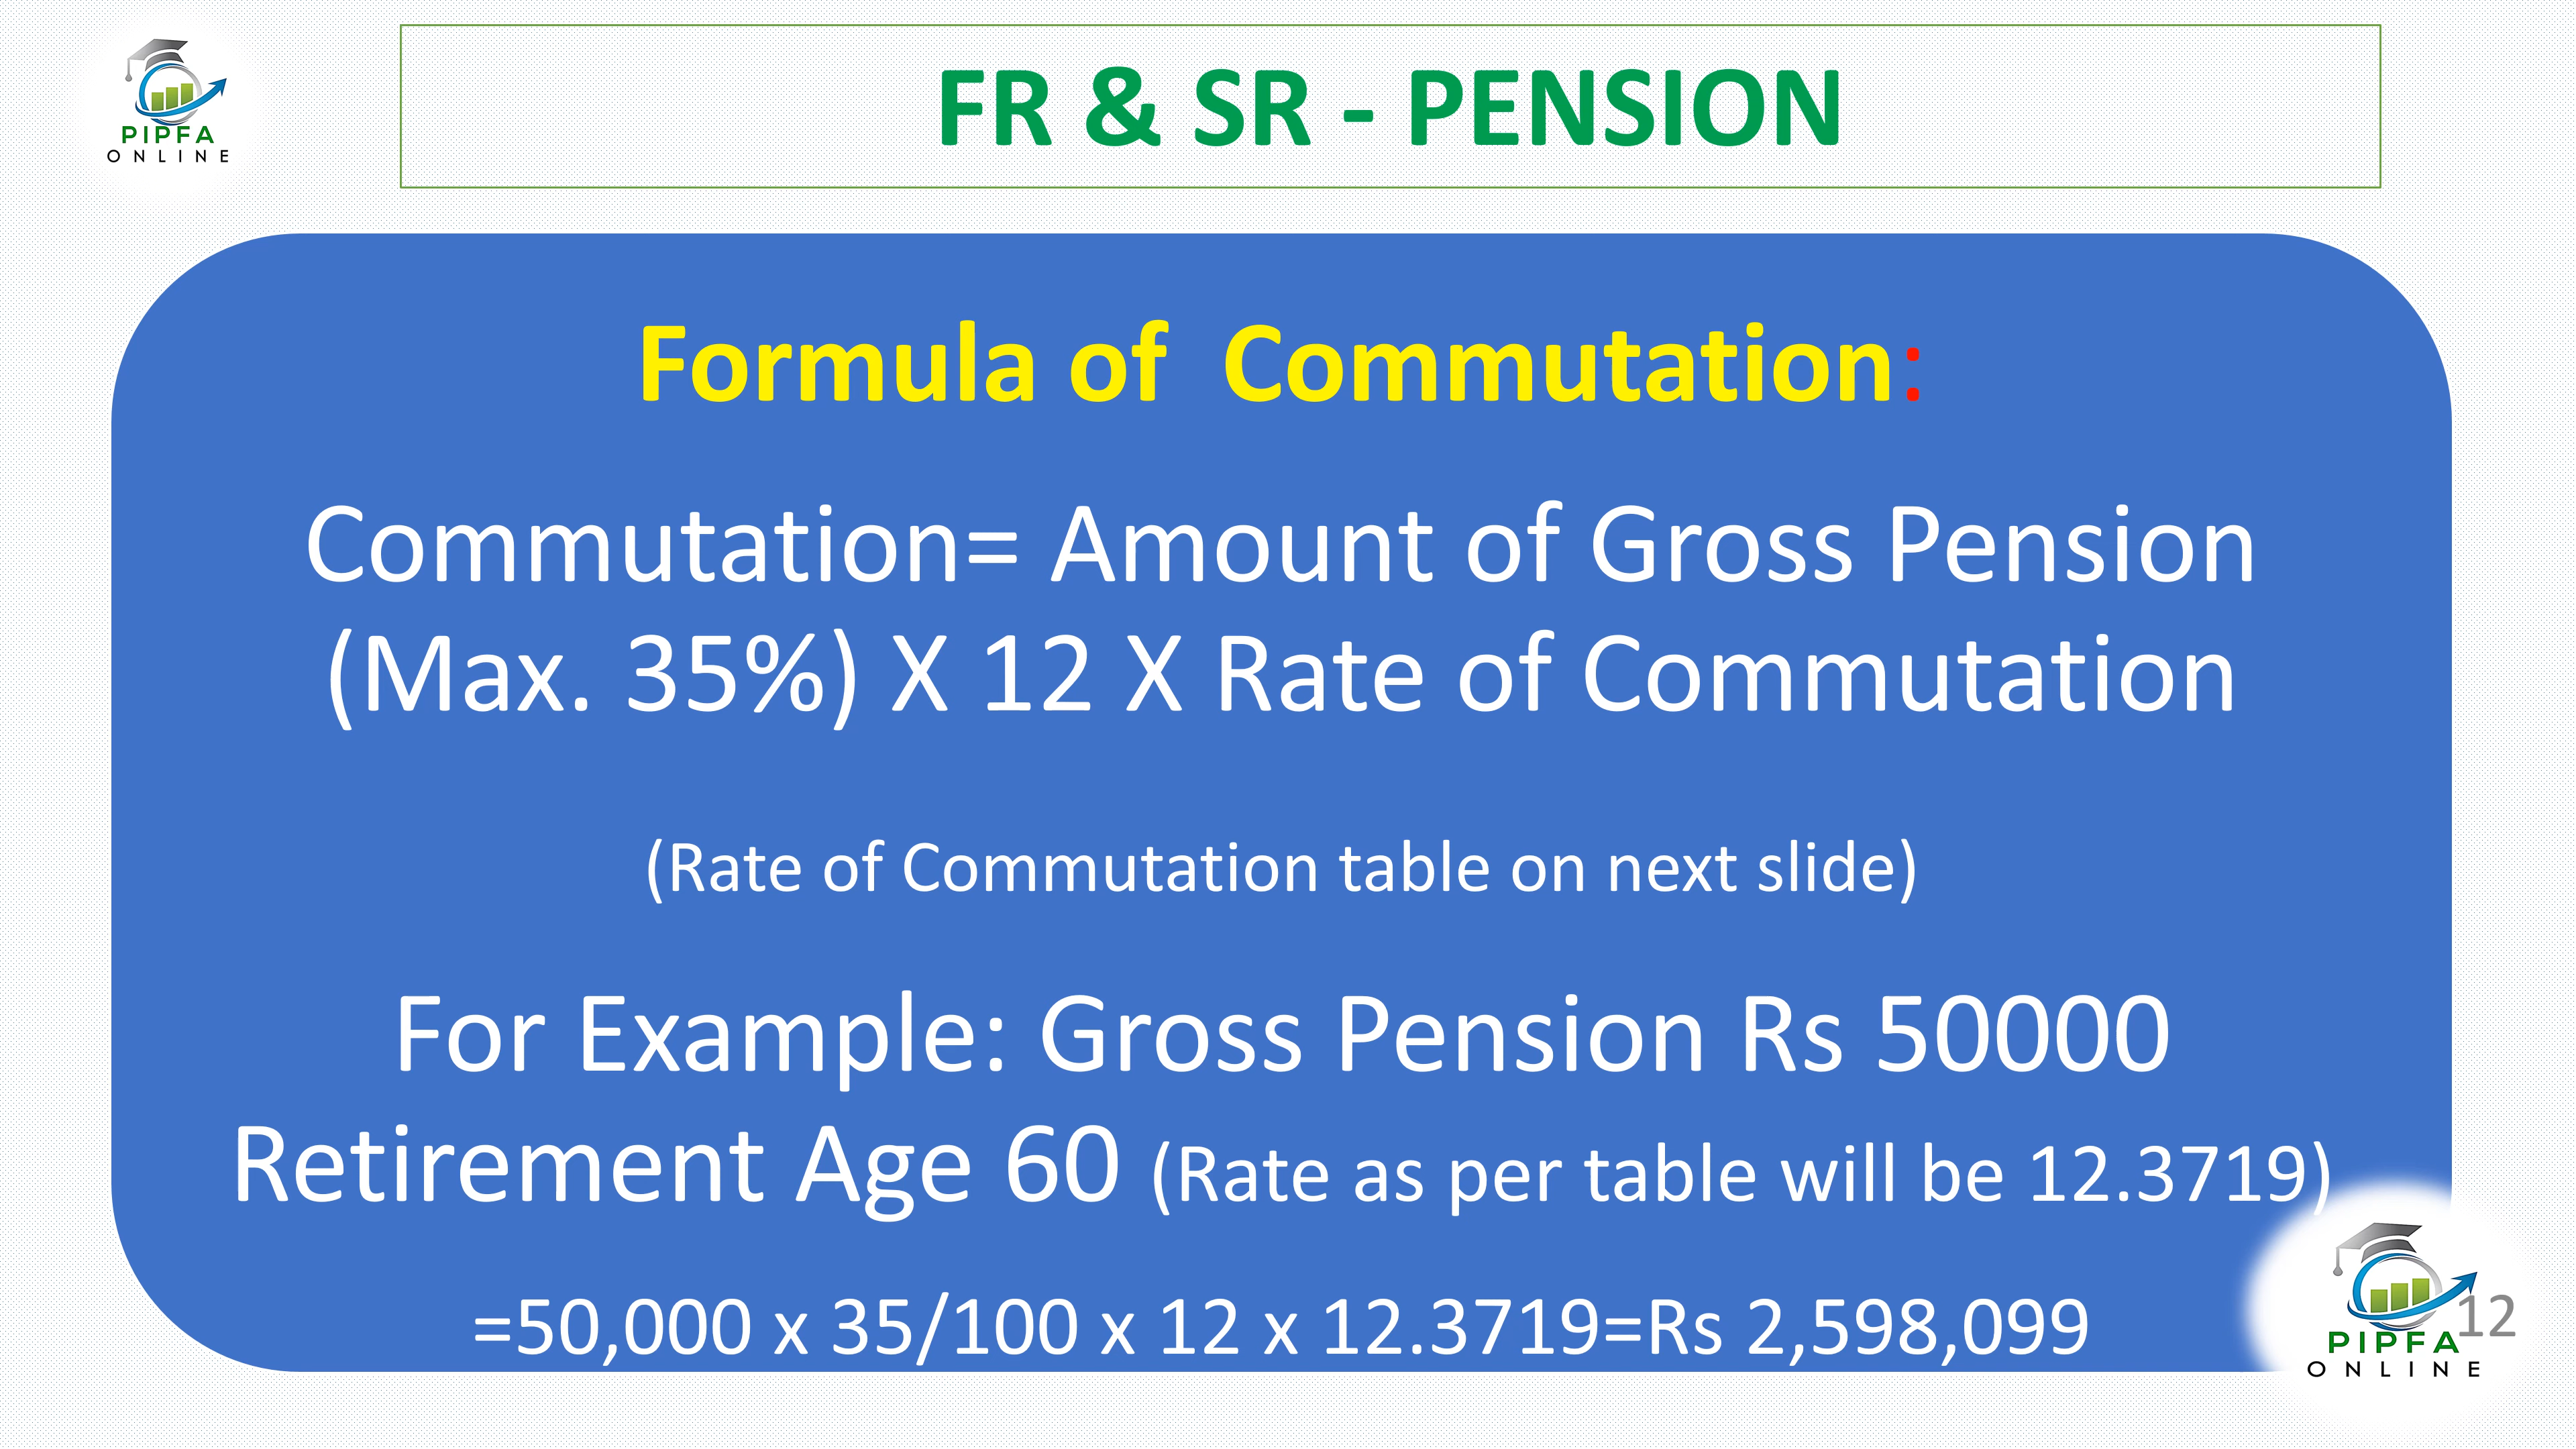 PIPFA
ONLINE
FR & SR - PENSION
Formula of  Commutation:
Commutation= Amount of Gross Pension
(Max. 35%) X 12 X Rate of Commutation
(Rate of Commutation table on next slide)
For Example: Gross Pension Rs 50000
Retirement Age 60 (Rate as per table will be 12.3719)
=50,000 x 35/100 x 12 x 12.3719=Rs 2,598,099
12
PIPFA
ONLINE